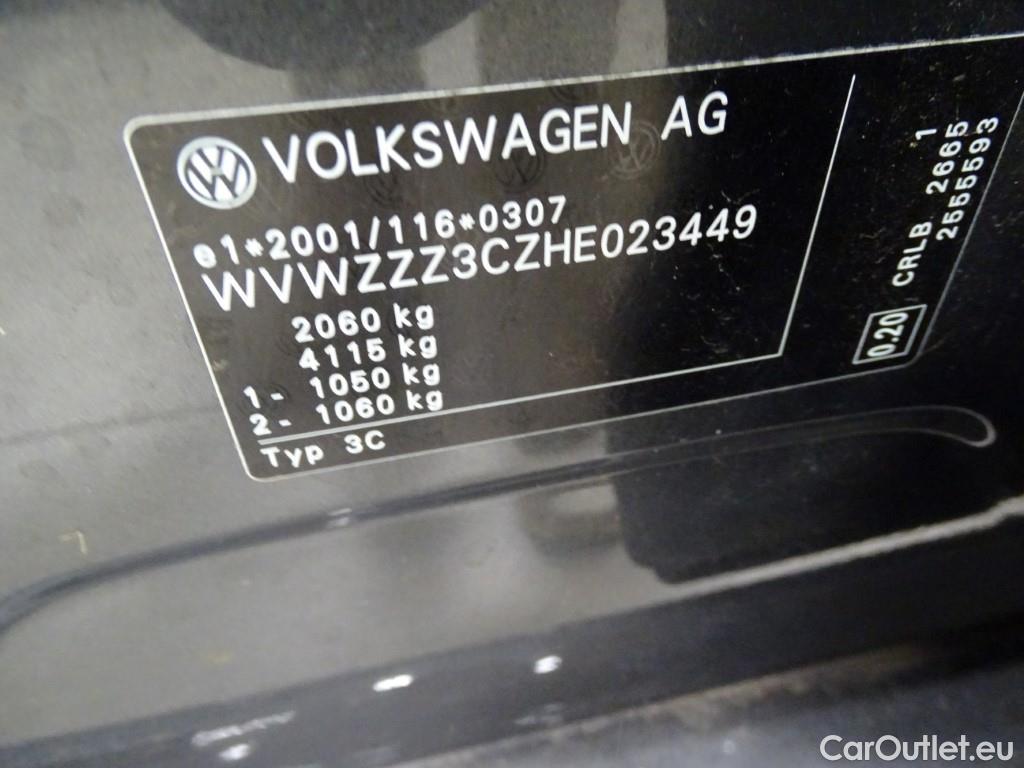 VOLKSWAGEN AG
e1*2001/116*0307
WVWZZZ3CZHE023449
2060 kg
4115 kg
1- 1050 kg
2- 1060 kg
Typ 3C
0.20 CRLB 2665 1
2555593
CarOutlet.eu